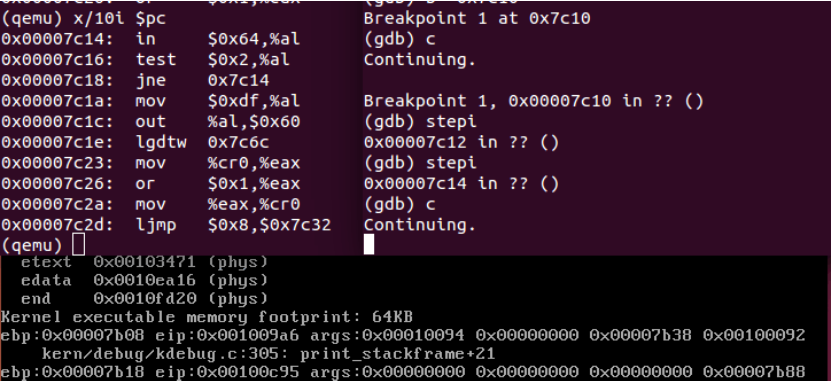 (qemu) x/10i $pc
0x00007c14: in $0x64,%al
0x00007c16: test $0x2,%al
0x00007c18: jne 0x7c14
0x00007c1a: mov $0xdf,%al
0x00007c1c: out %al,$0x60
0x00007c1e: lgdtw 0x7c6c
0x00007c23: mov %cr0,%eax
0x00007c26: or $0x1,%eax
0x00007c2a: mov %eax,%cr0
0x00007c2d: ljmp $0x8,$0x7c32
(qemu)
Breakpoint 1 at 0x7c10
(gdb) c
Continuing.
Breakpoint 1, 0x00007c10 in ?? ()
(gdb) stepi
0x00007c12 in ?? ()
(gdb) stepi
0x00007c14 in ?? ()
(gdb) c
Continuing.
etext 0x00103471 (phys)
edata 0x0010ea16 (phys)
end 0x0010fd20 (phys)
Kernel executable memory footprint: 64KB
ebp:0x00007b08 eip:0x001009a6 args:0x00010094 0x00000000 0x00007b38 0x00100092
kern/debug/kdebug.c:305: print_stackframe+21
ebp:0x00007b18 eip:0x00100c95 args:0x00000000 0x00000000 0x00000000 0x00007b88